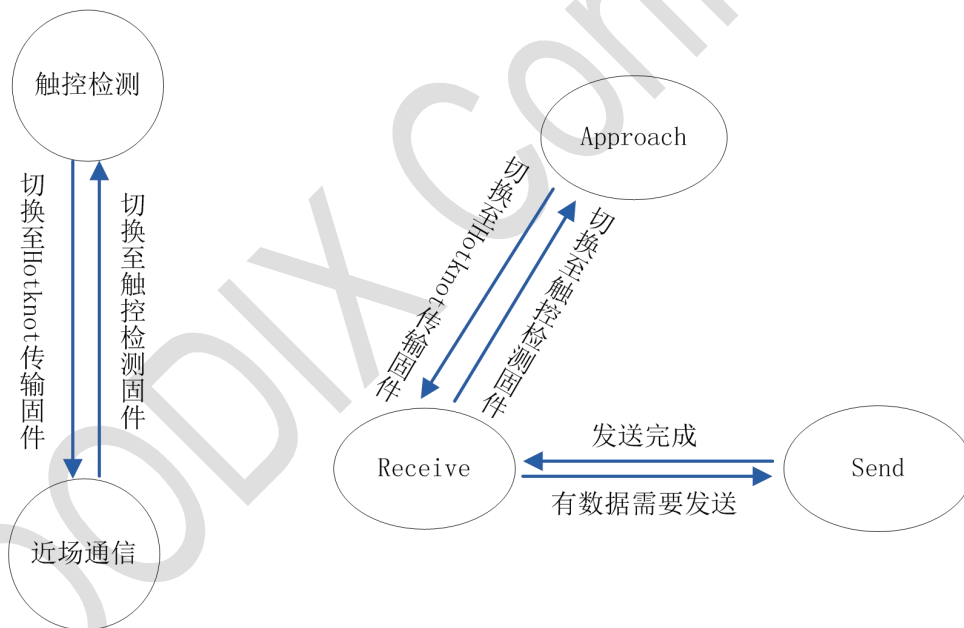 触控检测
切换至Hotknot传输固件
切换至触控检测固件
近场通信
Approach
切换至Hotknot传输固件
切换至触控检测固件
Receive
发送完成
有数据需要发送
Send
OODIX Com